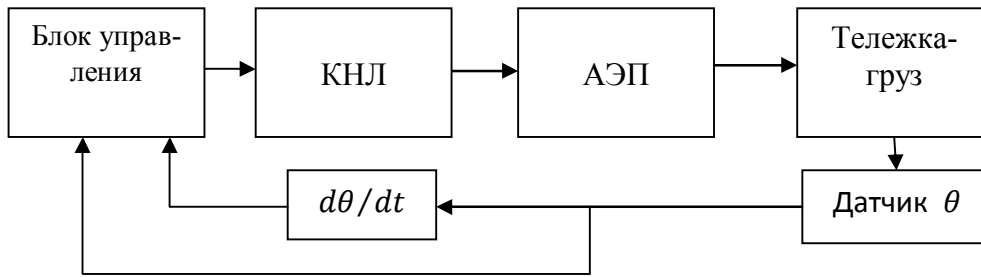 Блок управ-
ления
КНЛ
АЭП
Тележка-
груз
dθ/dt
Датчик θ